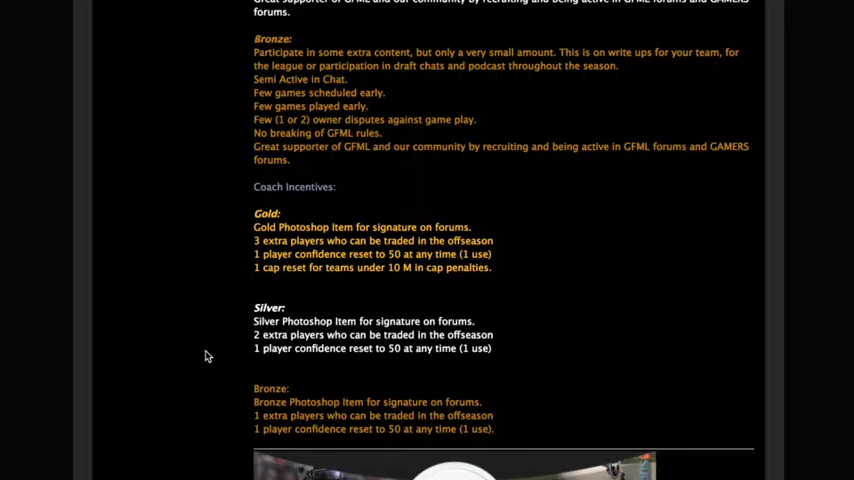 Great supporter of GFML and our community by recruiting and being active in GFML forums and GAMERS
forums.
Bronze:
Participate in some extra content, but only a very small amount. This is on write ups for your team, for
the league or participation in draft chats and podcast throughout the season.
Semi Active in Chat.
Few games scheduled early.
Few games played early.
Few (1 or 2) owner disputes against game play.
No breaking of GFML rules.
Great supporter of GFML and our community by recruiting and being active in GFML forums and GAMERS
forums.
Coach Incentives:
Gold:
Gold Photoshop Item for signature on forums.
3 extra players who can be traded in the offseason
1 player confidence reset to 50 at any time (1 use)
1 cap reset for teams under 10 M in cap penalties.
Silver:
Silver Photoshop Item for signature on forums.
2 extra players who can be traded in the offseason
1 player confidence reset to 50 at any time (1 use)
Bronze:
Bronze Photoshop Item for signature on forums.
1 extra players who can be traded in the offseason
1 player confidence reset to 50 at any time (1 use).